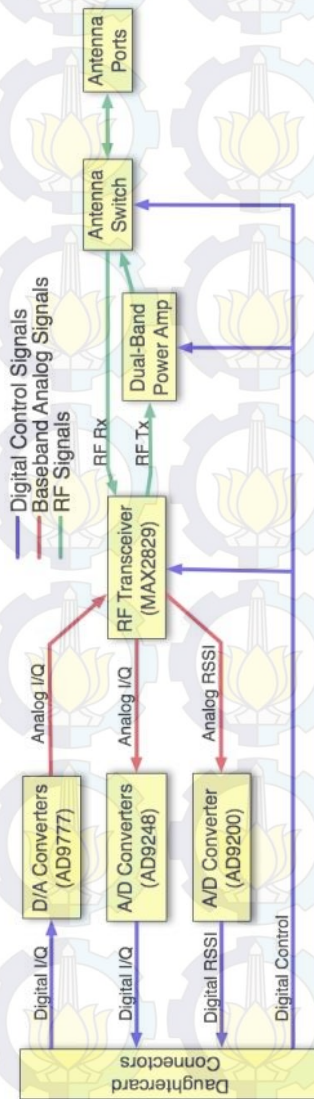 Digital Control Signals
Baseband Analog Signals
RF Signals
Daughtercard
Connectors
Digital I/Q
D/A Converters
(AD9777)
Analog I/Q
Digital I/Q
A/D Converters
(AD9248)
Analog I/Q
Digital RSSI
A/D Converter
(AD9200)
Analog RSSI
Digital Control
RF Transceiver
(MAX2829)
RF Rx
RF Tx
Dual-Band
Power Amp
Antenna
Switch
Antenna
Ports